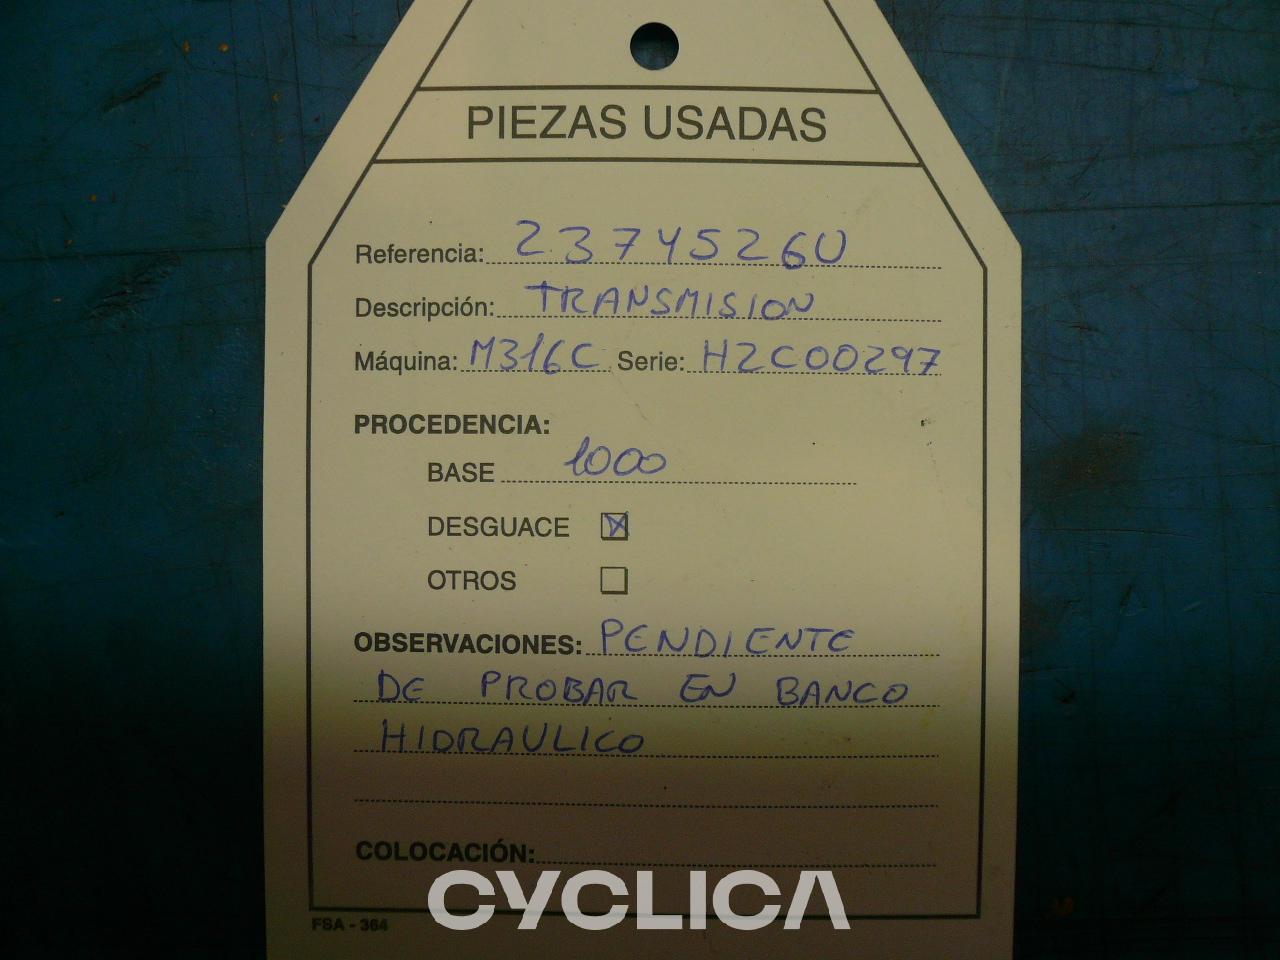 PIEZAS USADAS
Referencia: 2374526U
Descripción: TRANSMISION
Máquina: M316C Serie: H2C00297
PROCEDENCIA:
BASE 1000
DESGUACE
OTROS
OBSERVACIONES: PENDIENTE
DE PROBAR EN BANCO
HIDRAULICO
COLOCACIÓN:
CYCLICA
FSA - 364